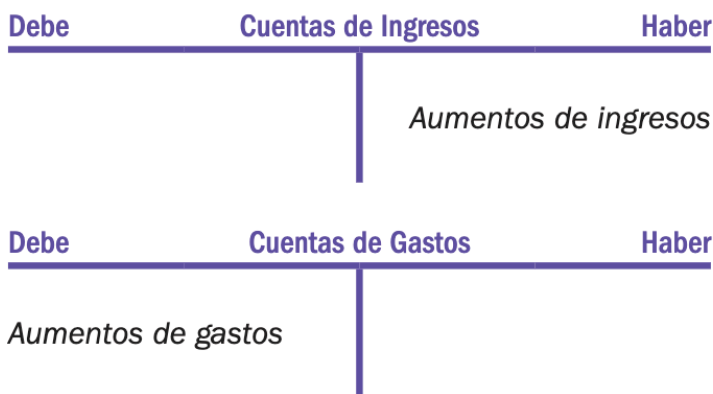 Debe Cuentas de Ingresos Haber
Aumentos de ingresos
Debe Cuentas de Gastos Haber
Aumentos de gastos